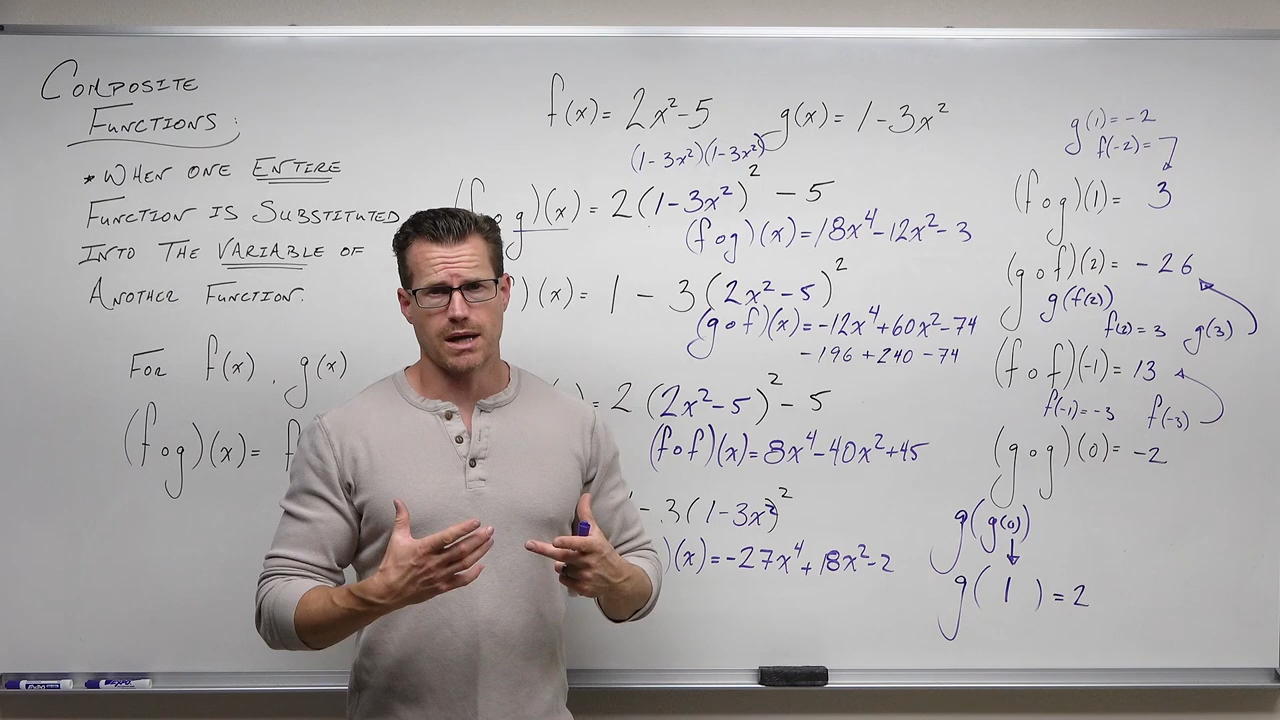 COMPOSITE
FUNCTIONS:
* WHEN ONE ENTIRE
FUNCTION IS SUBSTITUTED
INTO THE VARIABLE OF
ANOTHER FUNCTION.
FOR f(x), g(x)
(f∘g)(x) = f
f(x) = 2x²-5 g(x) = 1-3x²
(1-3x²)(1-3x²)
(f∘g)(x) = 2(1-3x²)² - 5
(f∘g)(x) = 18x⁴-12x²-3
)(x) = 1 - 3(2x²-5)²
(g∘f)(x) = -12x⁴+60x²-74
-196+240-74
) = 2(2x²-5)² - 5
(f∘f)(x) = 8x⁴-40x²+45
- 3(1-3x²)²
)(x) = -27x⁴+18x²-2
g(1) = -2
f(-2) =
(f∘g)(1) = 3
(g∘f)(2) = -26
g(f(2))
f(2) = 3 g(3)
(f∘f)(-1) = 13
f(-1) = -3 f(-3)
(g∘g)(0) = -2
g(g(0))
g(1) = 2